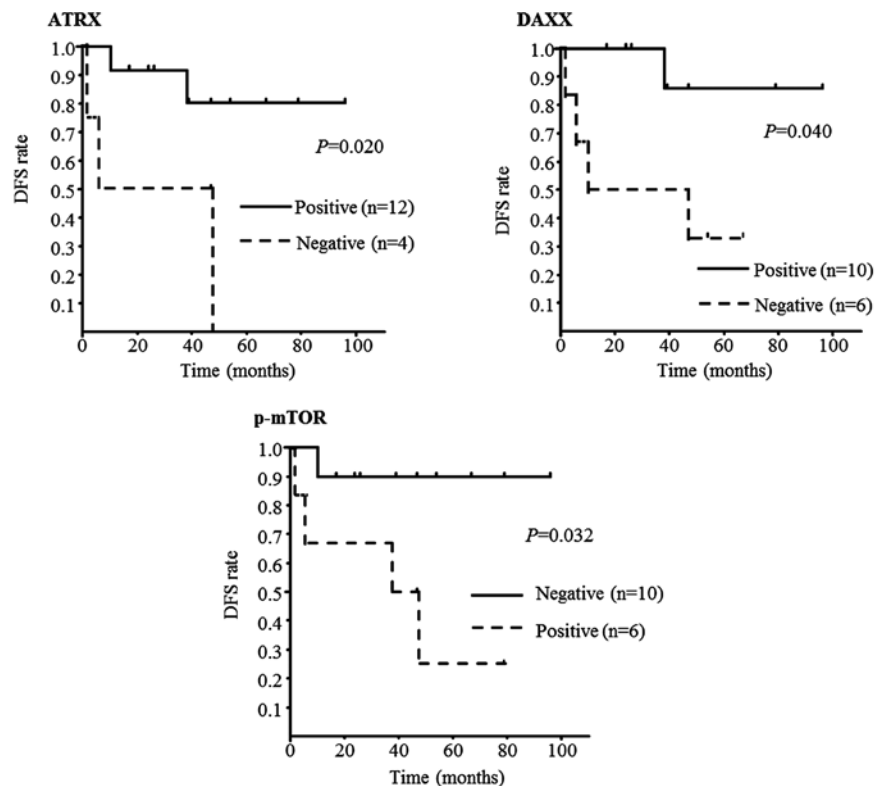 ATRX
1.0
0.9
0.8
0.7
0.6
0.5
0.4
0.3
0.2
0.1
DFS rate
P=0.020
Positive (n=12)
Negative (n=4)
0 20 40 60 80 100
Time (months)
DAXX
1.0
0.9
0.8
0.7
0.6
0.5
0.4
0.3
0.2
0.1
DFS rate
P=0.040
Positive (n=10)
Negative (n=6)
0 20 40 60 80 100
Time (months)
p-mTOR
1.0
0.9
0.8
0.7
0.6
0.5
0.4
0.3
0.2
0.1
DFS rate
P=0.032
Negative (n=10)
Positive (n=6)
0 20 40 60 80 100
Time (months)